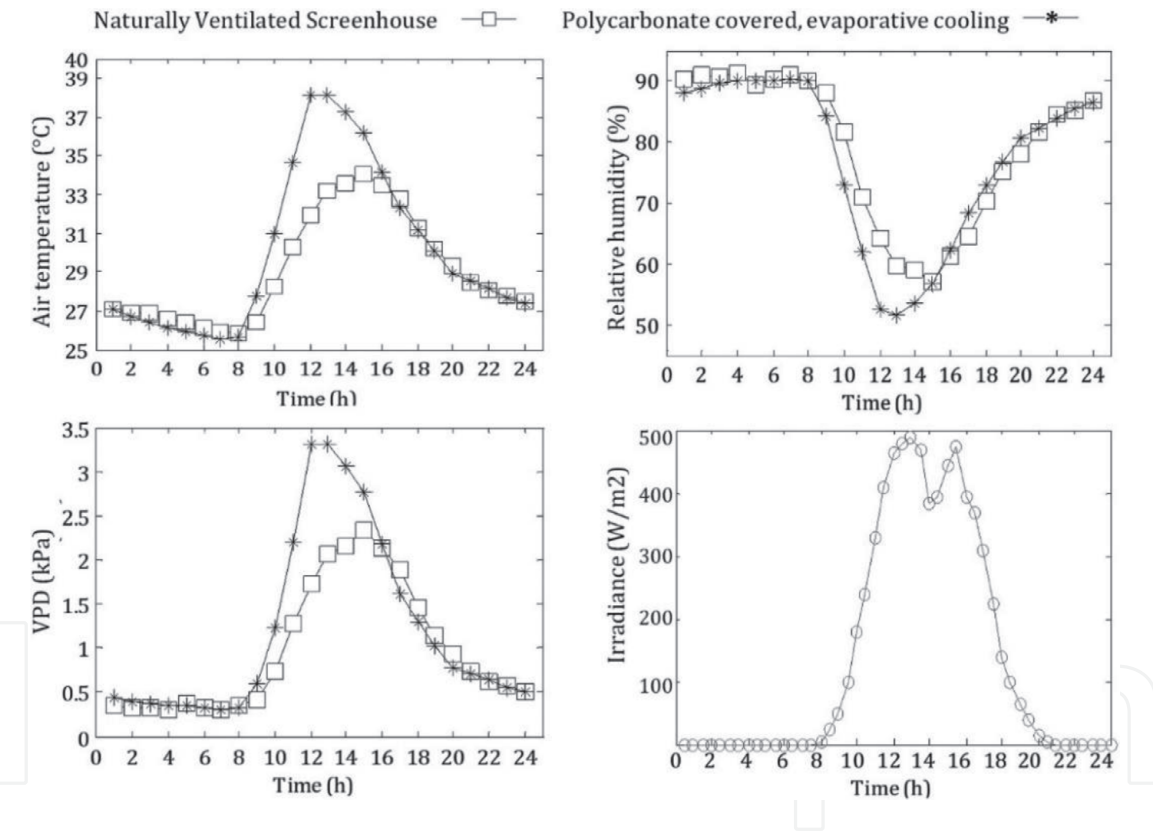 Naturally Ventilated Screenhouse
Polycarbonate covered, evaporative cooling
Air temperature (°C)
40
39
37
35
33
31
29
27
25
0 2 4 6 8 10 12 14 16 18 20 22 24
Time (h)
Relative humidity (%)
90
80
70
60
50
0 2 4 6 8 10 12 14 16 18 20 22 24
Time (h)
VPD (kPa)
3.5
3
2.5
2
1.5
1
0.5
0
0 2 4 6 8 10 12 14 16 18 20 22 24
Time (h)
Irradiance (W/m2)
500
400
300
200
100
0 2 4 6 8 10 12 14 16 18 20 22 24
Time (h)